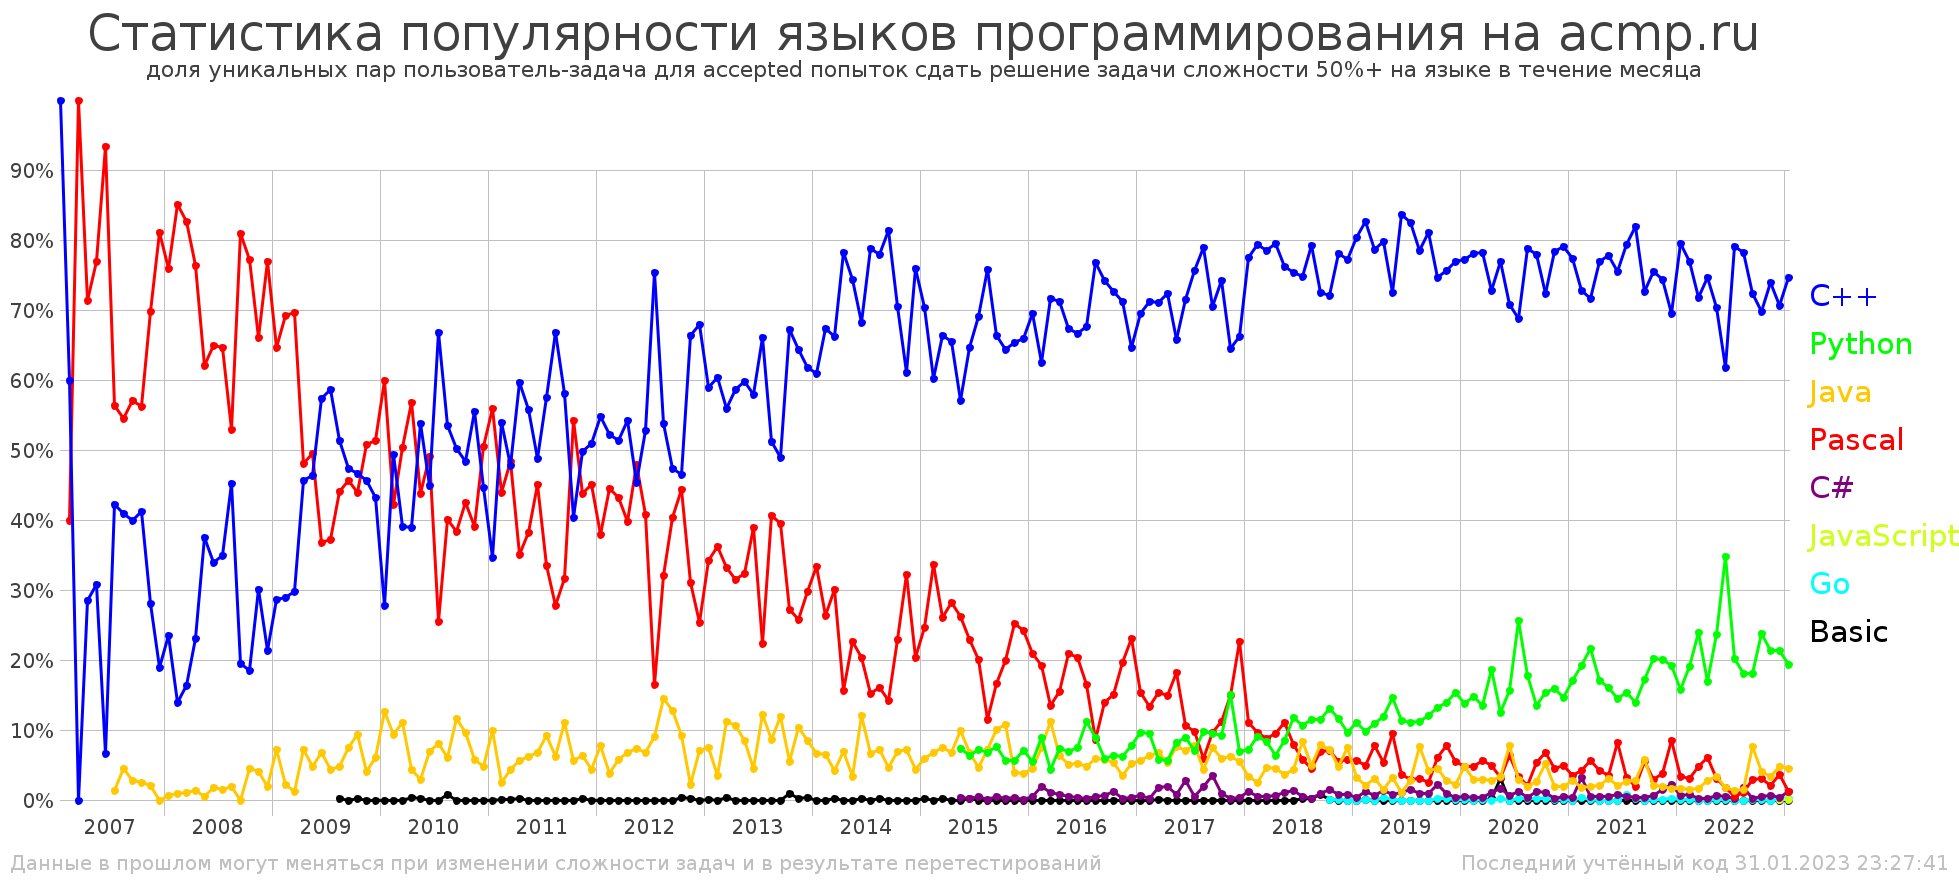 Статистика популярности языков программирования на acmp.ru
доля уникальных пар пользователь-задача для accepted попыток сдать решение задачи сложности 50%+ на языке в течение месяца
90%
80%
70%
60%
50%
40%
30%
20%
10%
0%
2007 2008 2009 2010 2011 2012 2013 2014 2015 2016 2017 2018 2019 2020 2021 2022
C++
Python
Java
Pascal
C#
JavaScript
Go
Basic
Данные в прошлом могут меняться при изменении сложности задач и в результате перетестирований
Последний учтённый код 31.01.2023 23:27:41